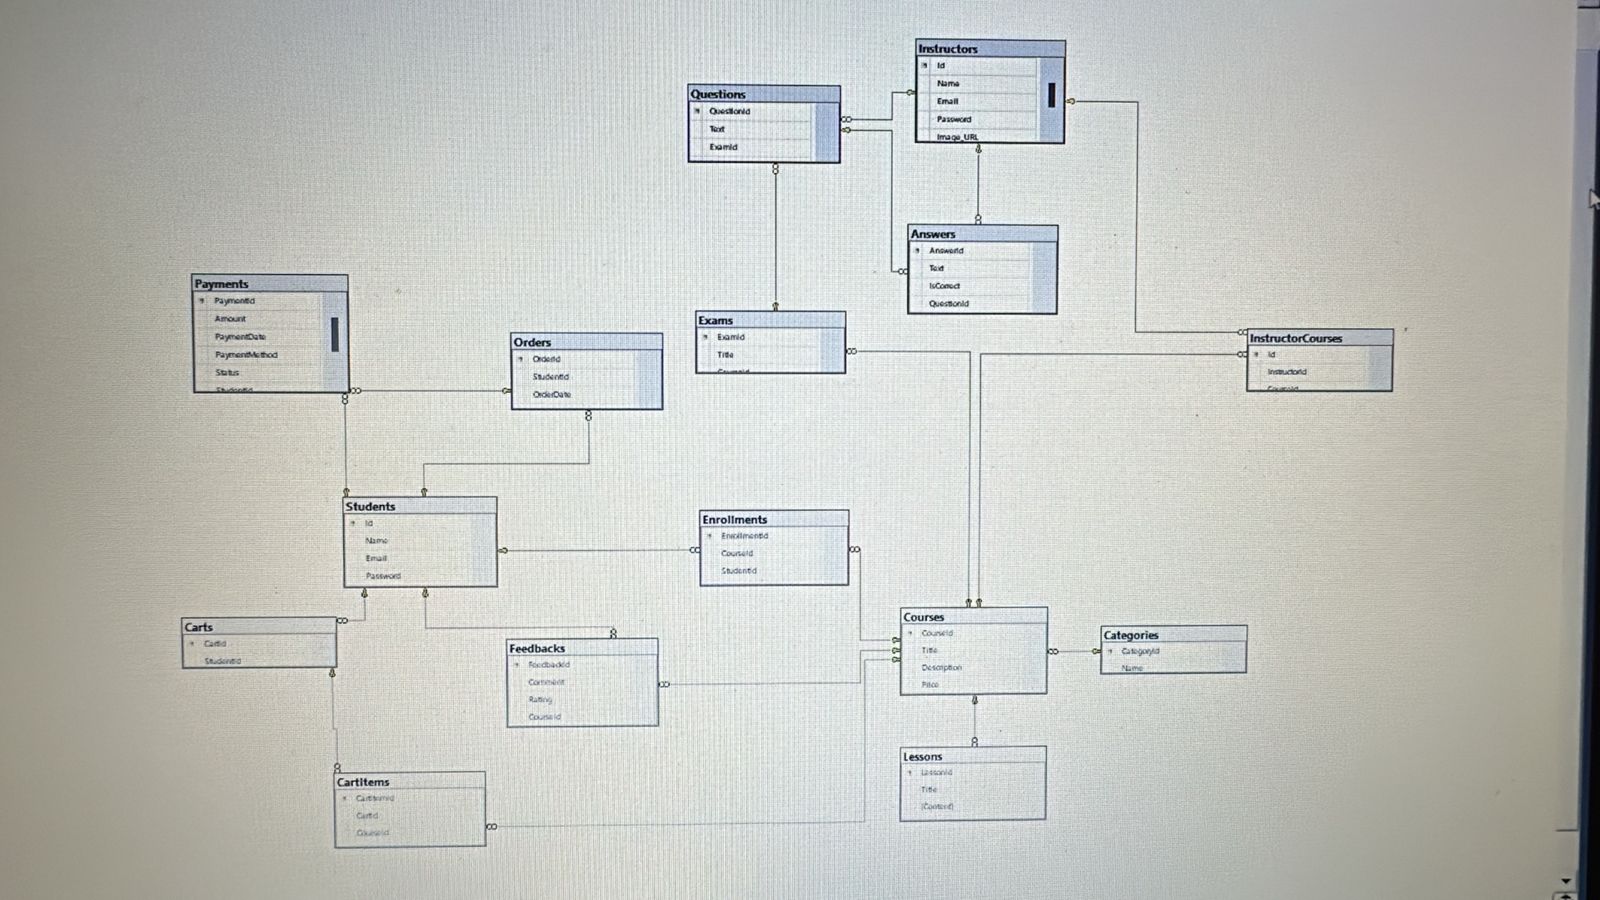 Instructors
Id
Name
Email
Password
Image_URL
Questions
QuestionId
Text
ExamId
Answers
AnswerId
Text
IsCorrect
QuestionId
Payments
PaymentId
Amount
PaymentDate
PaymentMethod
Status
StudentId
Orders
OrderId
StudentId
OrderDate
Exams
ExamId
Title
CourseId
InstructorCourses
Id
InstructorId
CourseId
Students
Id
Name
Email
Password
Enrollments
EnrollmentId
CourseId
StudentId
Carts
CartId
StudentId
Feedbacks
FeedbackId
Comment
Rating
CourseId
Courses
CourseId
Title
Description
Price
Categories
CategoryId
Name
Lessons
LessonId
Title
[Content]
CartItems
CartItemId
CartId
CourseId